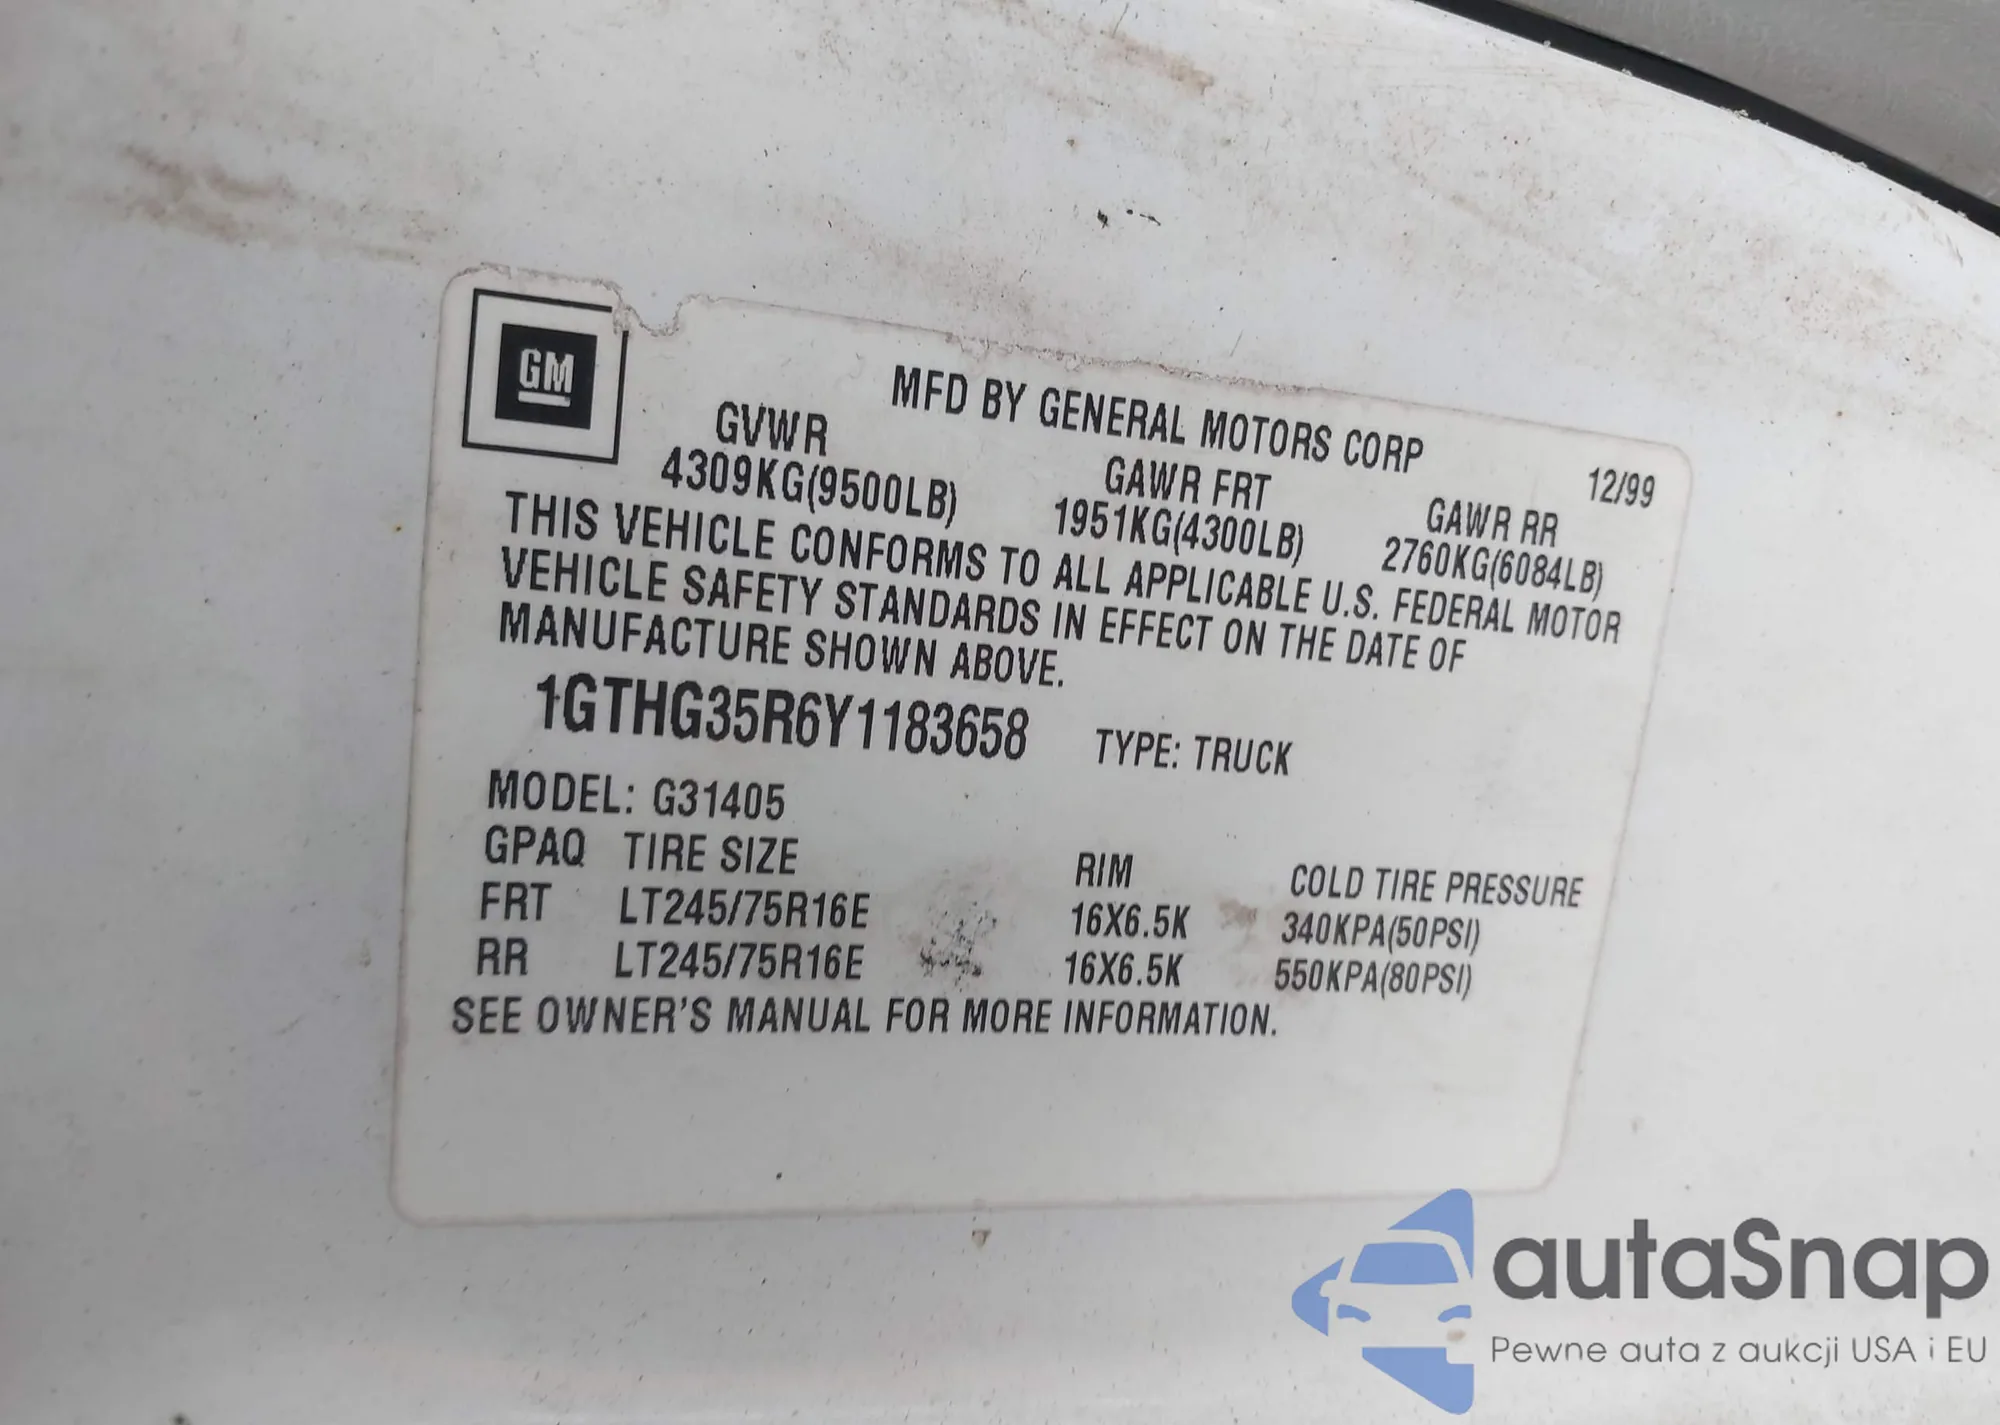 GM
MFD BY GENERAL MOTORS CORP
12/99
GVWR GAWR FRT GAWR RR
4309KG(9500LB) 1951KG(4300LB) 2760KG(6084LB)
THIS VEHICLE CONFORMS TO ALL APPLICABLE U.S. FEDERAL MOTOR
VEHICLE SAFETY STANDARDS IN EFFECT ON THE DATE OF
MANUFACTURE SHOWN ABOVE.
1GTHG35R6Y1183658 TYPE: TRUCK
MODEL: G31405
GPAQ TIRE SIZE RIM COLD TIRE PRESSURE
FRT LT245/75R16E 16X6.5K 340KPA(50PSI)
RR LT245/75R16E 16X6.5K 550KPA(80PSI)
SEE OWNER'S MANUAL FOR MORE INFORMATION.
autaSnap
Pewne auta z aukcji USA i EU